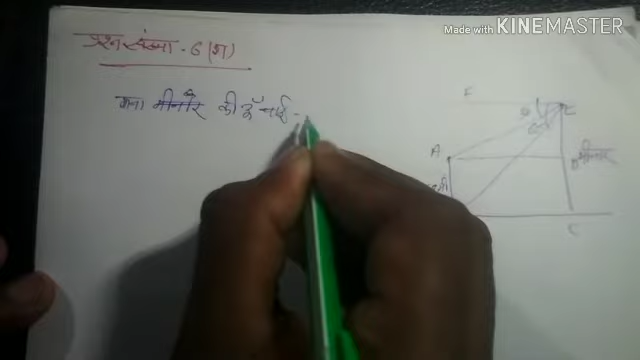 Made with KINEMASTER
प्रश्न संख्या - 6 (ग)
माना मीनार की ऊँचाई -
E
A
D मीनार
C